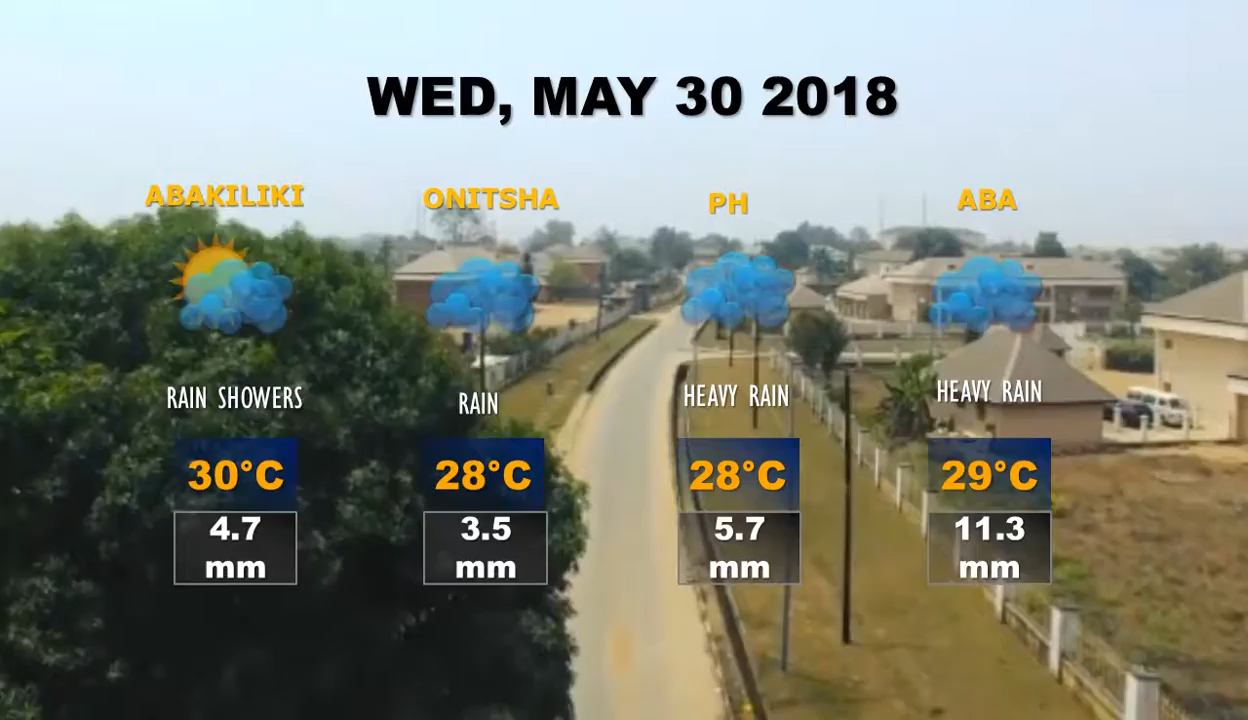 WED, MAY 30 2018
ABAKILIKI
ONITSHA
PH
ABA
RAIN SHOWERS
RAIN
HEAVY RAIN
HEAVY RAIN
30°C
28°C
28°C
29°C
4.7
mm
3.5
mm
5.7
mm
11.3
mm